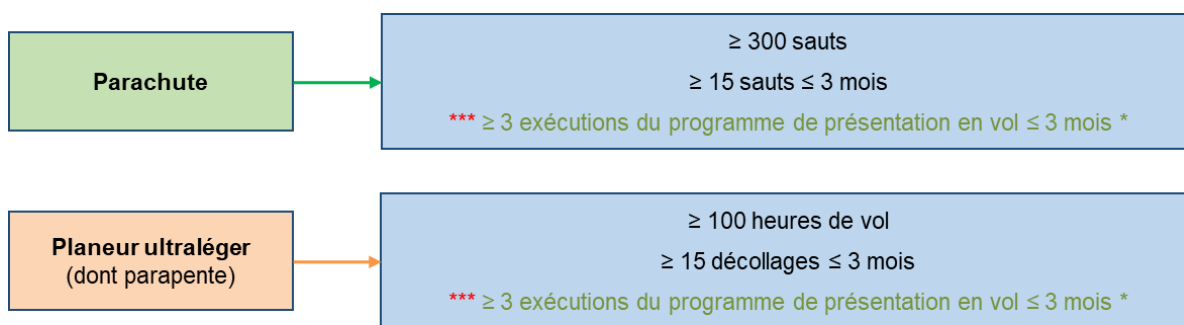 Parachute
≥ 300 sauts
≥ 15 sauts ≤ 3 mois
*** ≥ 3 exécutions du programme de présentation en vol ≤ 3 mois *
Planeur ultraléger
(dont parapente)
≥ 100 heures de vol
≥ 15 décollages ≤ 3 mois
*** ≥ 3 exécutions du programme de présentation en vol ≤ 3 mois *